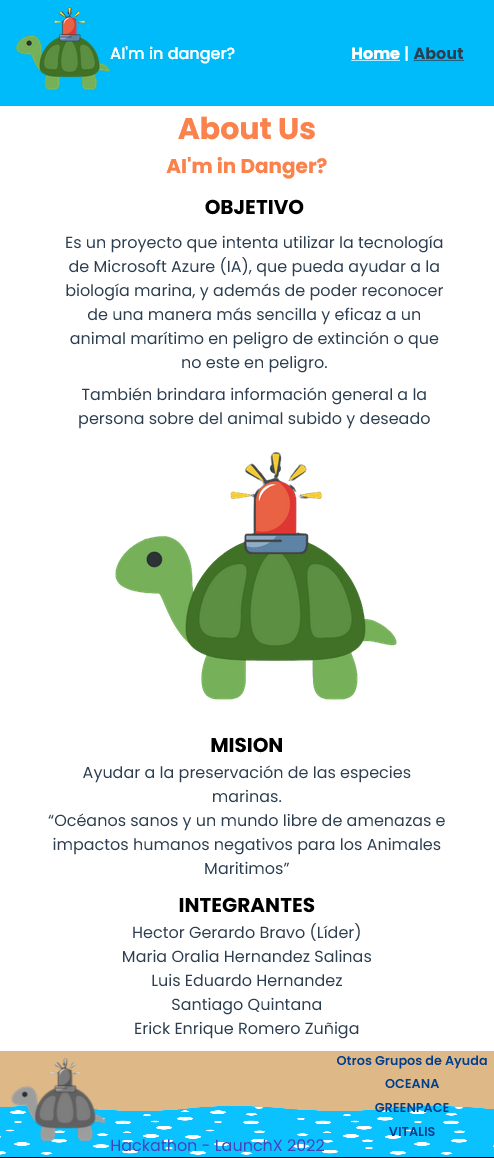 AI'm in danger?
Home | About
About Us
AI'm in Danger?
OBJETIVO
Es un proyecto que intenta utilizar la tecnología
de Microsoft Azure (IA), que pueda ayudar a la
biología marina, y además de poder reconocer
de una manera más sencilla y eficaz a un
animal marítimo en peligro de extinción o que
no este en peligro.
También brindara información general a la
persona sobre del animal subido y deseado
MISION
Ayudar a la preservación de las especies
marinas.
“Océanos sanos y un mundo libre de amenazas e
impactos humanos negativos para los Animales
Maritimos”
INTEGRANTES
Hector Gerardo Bravo (Líder)
Maria Oralia Hernandez Salinas
Luis Eduardo Hernandez
Santiago Quintana
Erick Enrique Romero Zuñiga
Otros Grupos de Ayuda
OCEANA
GREENPACE
VITALIS
Hackathon - LaunchX 2022